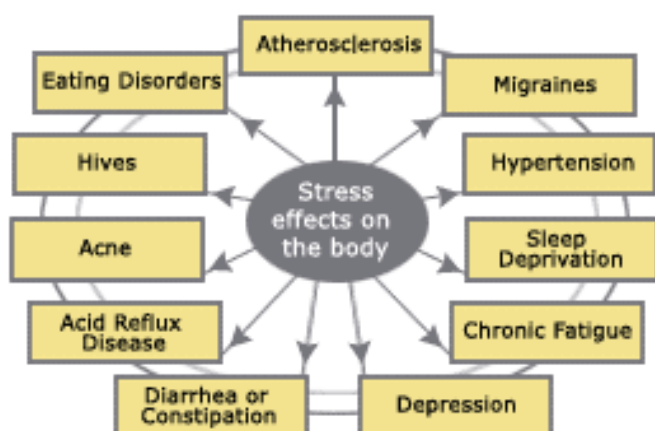 Atherosclerosis
Migraines
Hypertension
Sleep
Deprivation
Chronic Fatigue
Depression
Diarrhea or
Constipation
Acid Reflux
Disease
Acne
Hives
Eating Disorders
Stress
effects on
the body